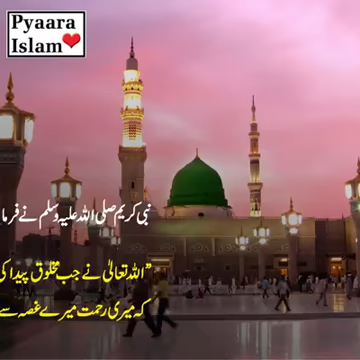 Pyaara
Islam
نبی کریم صلی اللہ علیہ وسلم نے فرما
”اللہ تعالیٰ نے جب مخلوق پیدا کی
کہ میری رحمت میرے غصہ سے